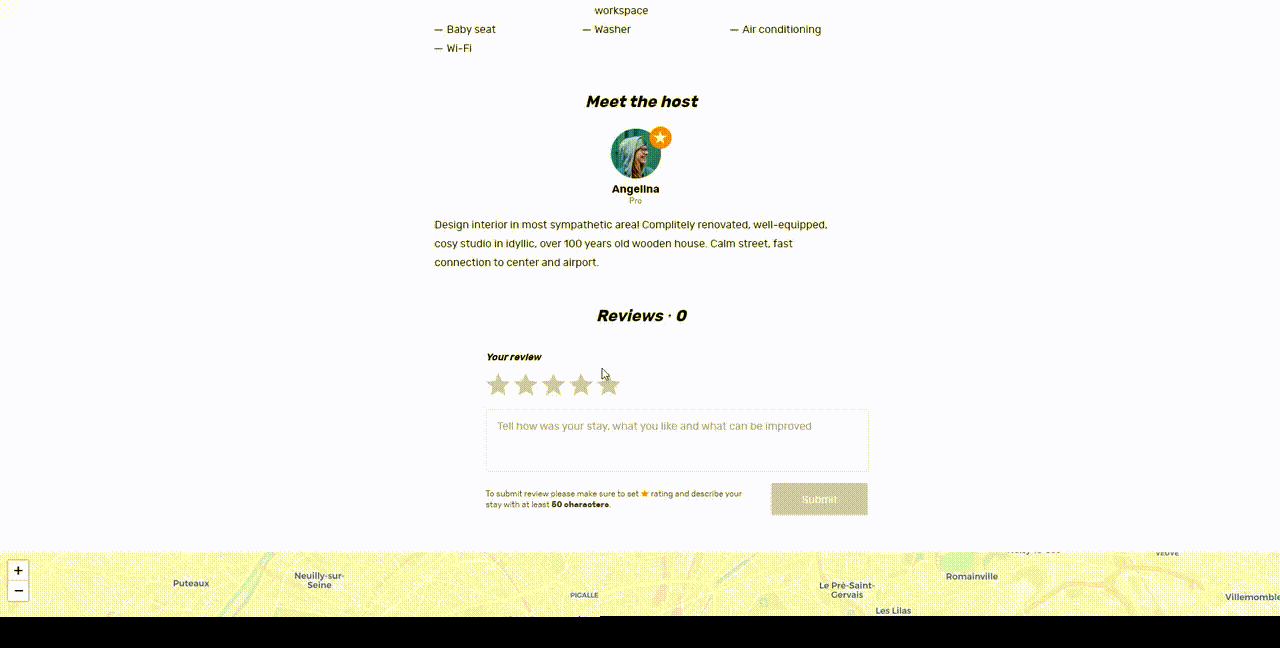 workspace
— Baby seat — Washer — Air conditioning
— Wi-Fi
Meet the host
Angelina
Pro
Design interior in most sympathetic area! Complitely renovated, well-equipped,
cosy studio in idyllic, over 100 years old wooden house. Calm street, fast
connection to center and airport.
Reviews · 0
Your review
Tell how was your stay, what you like and what can be improved
To submit review please make sure to set ★ rating and describe your
stay with at least 50 characters.
Submit
+
−
Puteaux
Neuilly-sur-
Seine
PIGALLE
Le Pré-Saint-
Gervais
Les Lilas
Romainville
Villemomble